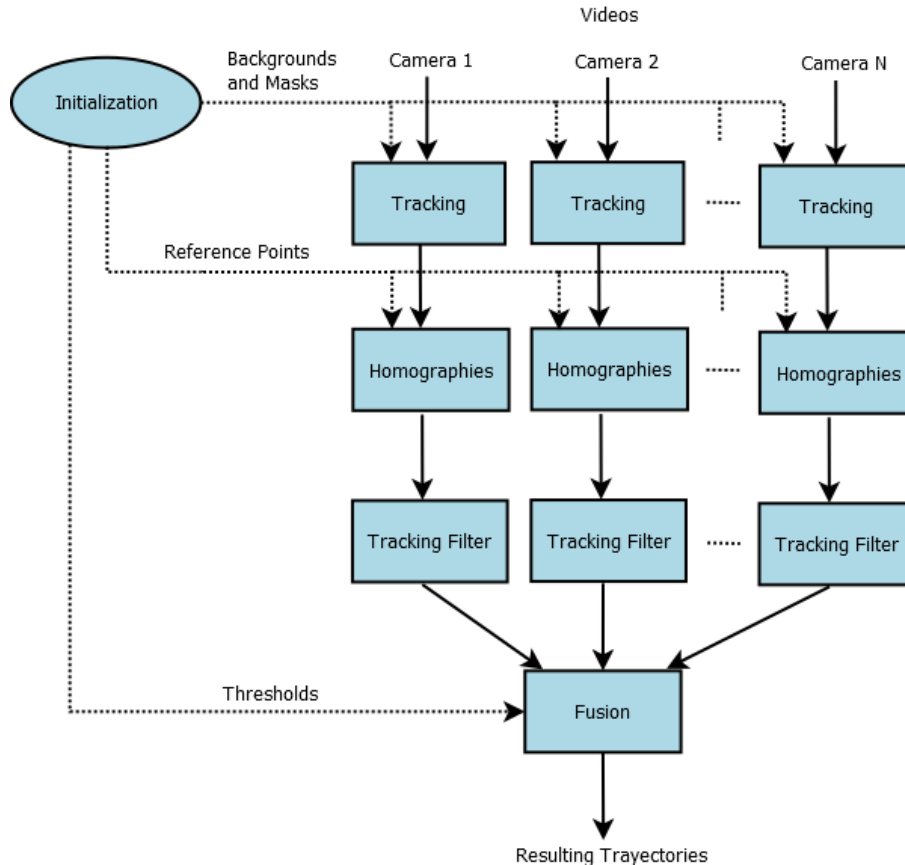 Videos
Backgrounds
and Masks
Camera 1
Camera 2
Camera N
Initialization
Tracking
Tracking
Tracking
Reference Points
Homographies
Homographies
Homographies
Tracking Filter
Tracking Filter
Tracking Filter
Thresholds
Fusion
Resulting Trayectories